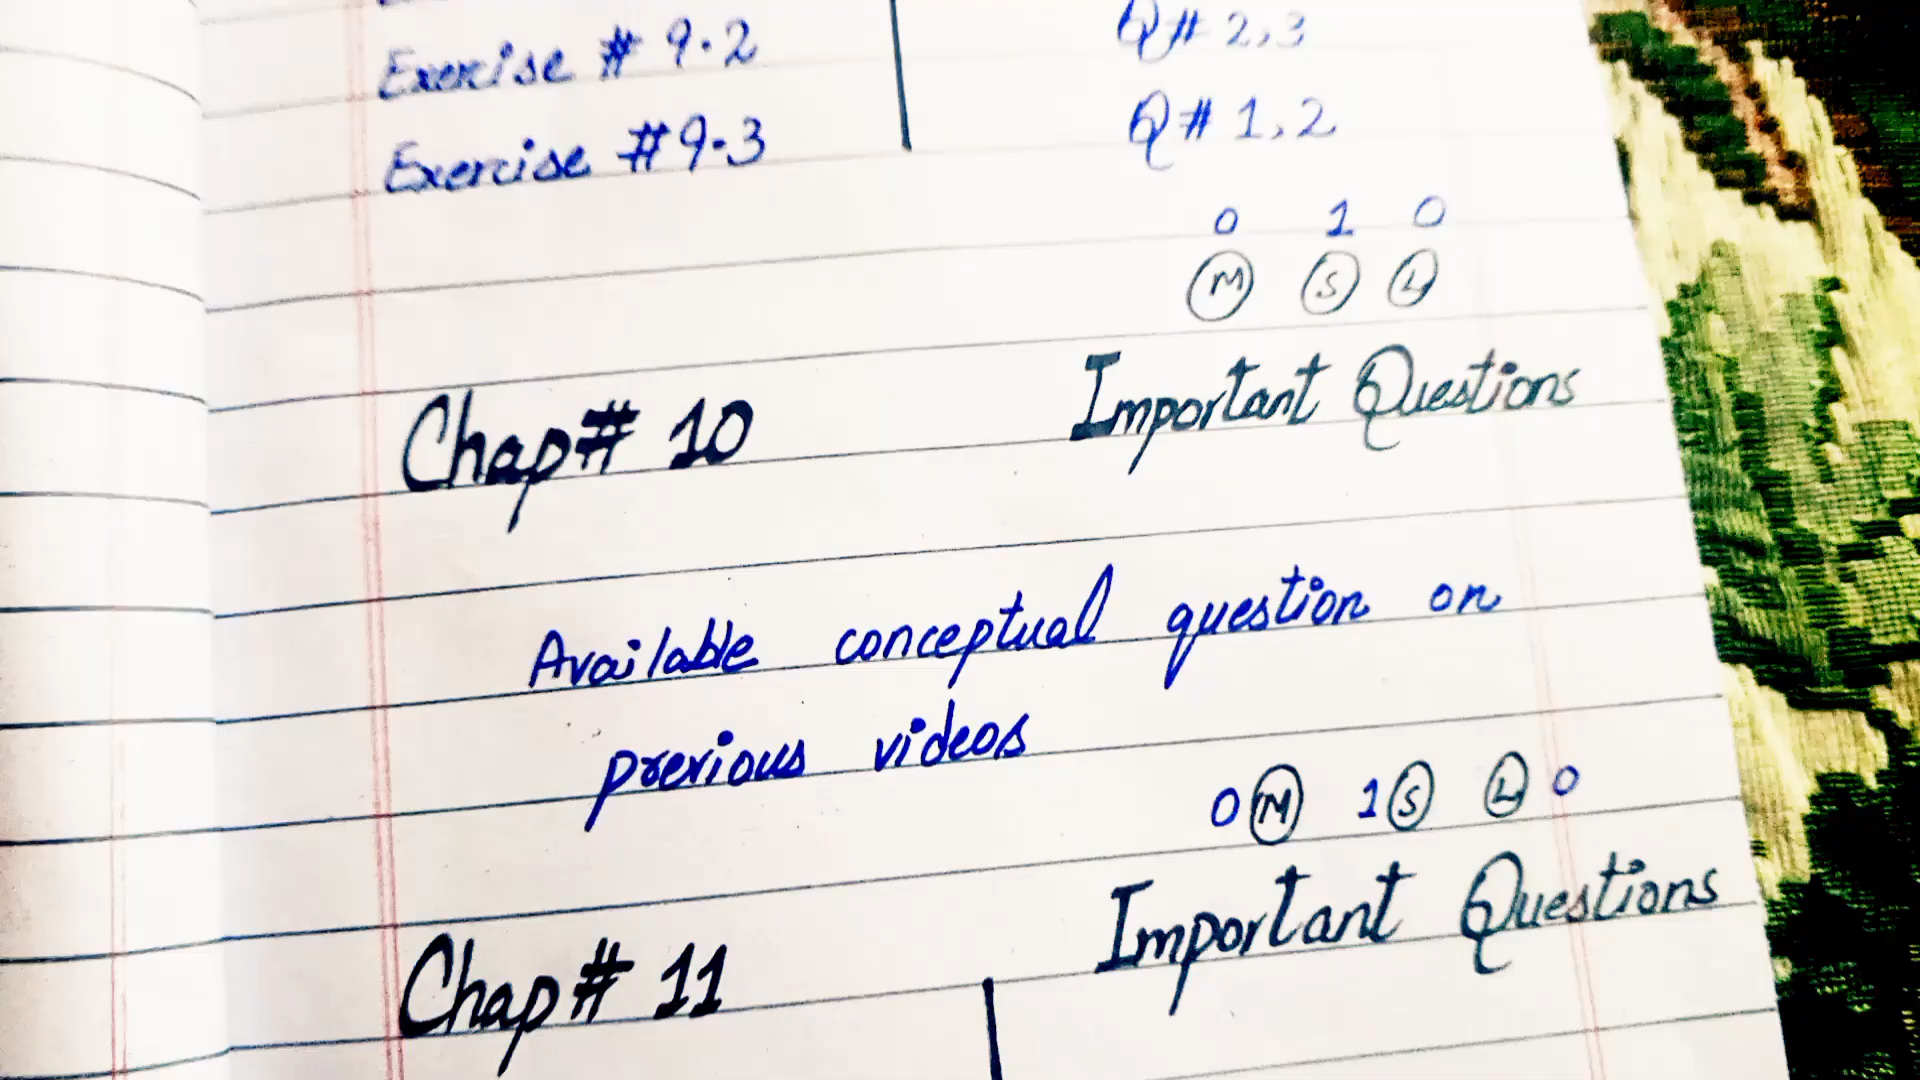 Exercise # 9.2 Q# 2,3
Exercise # 9.3 Q# 1,2
0 1 0
M S L
Chap# 10 Important Questions
Available conceptual question on
previous videos
0 M 1 S L 0
Chap# 11 Important Questions